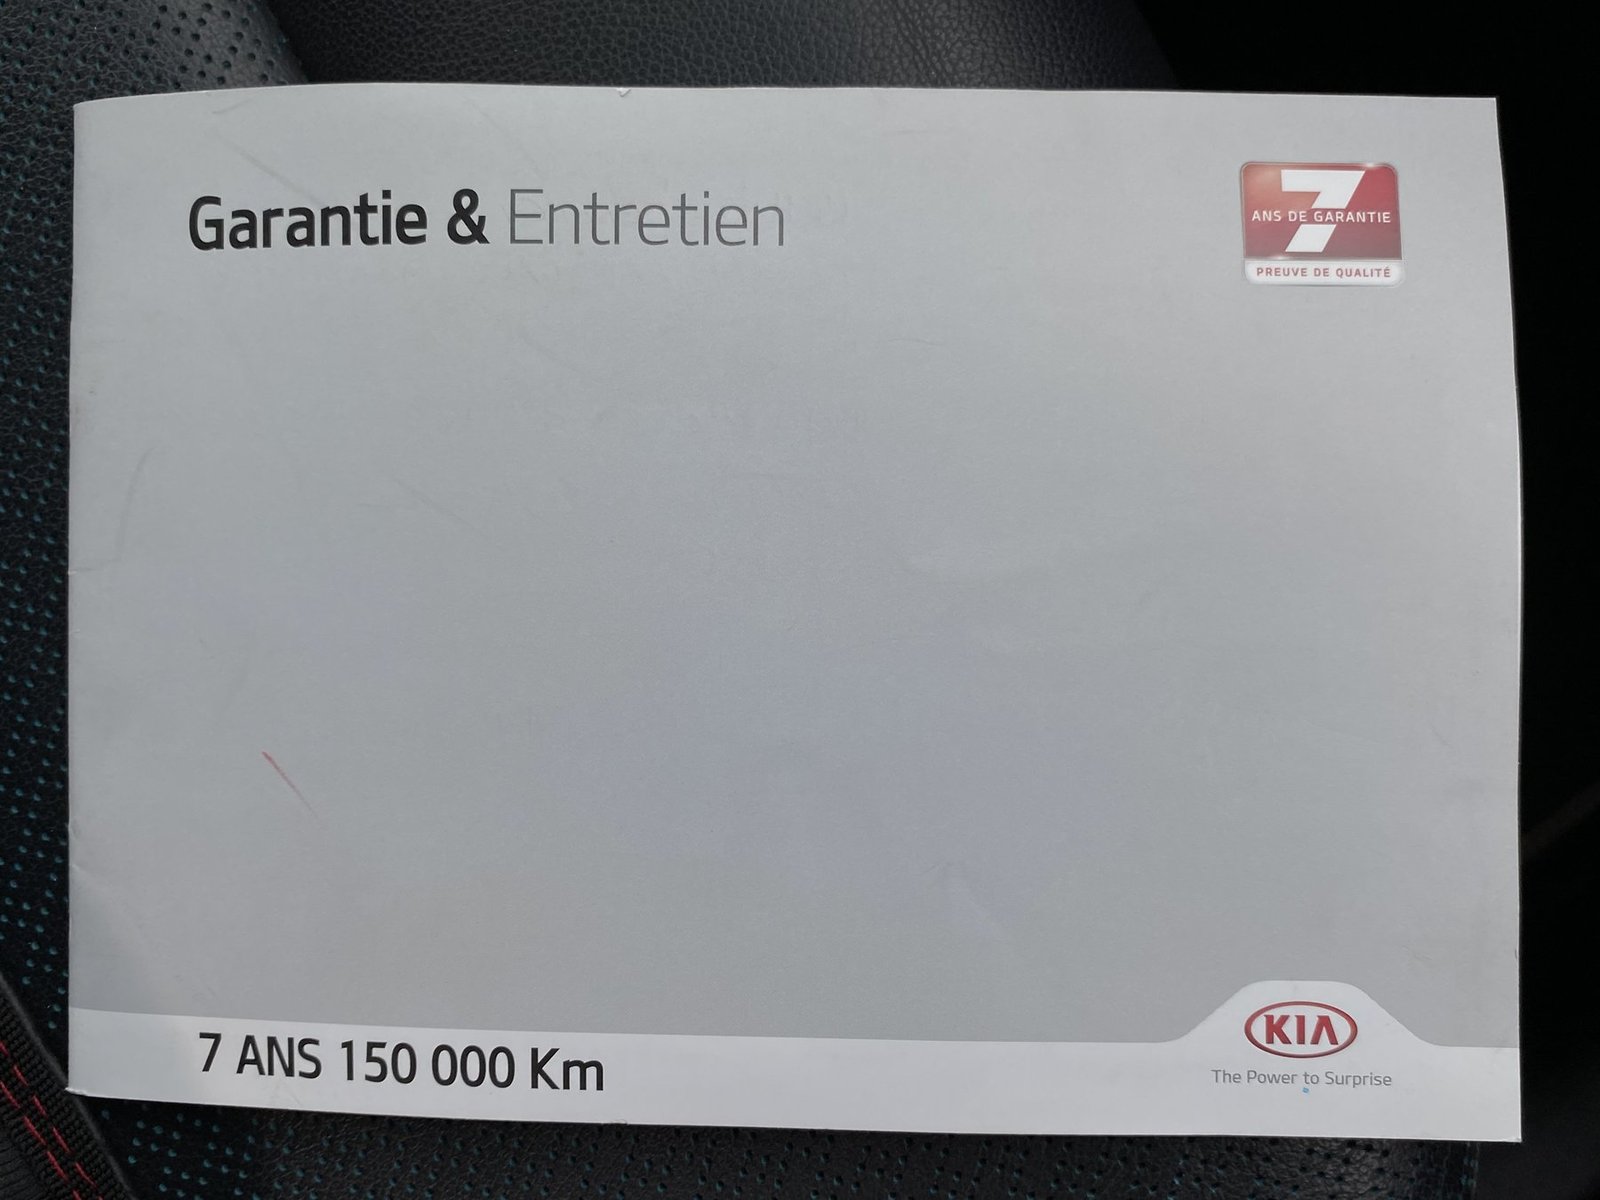 Garantie & Entretien
7
ANS DE GARANTIE
PREUVE DE QUALITÉ
7 ANS 150 000 Km
KIA
The Power to Surprise